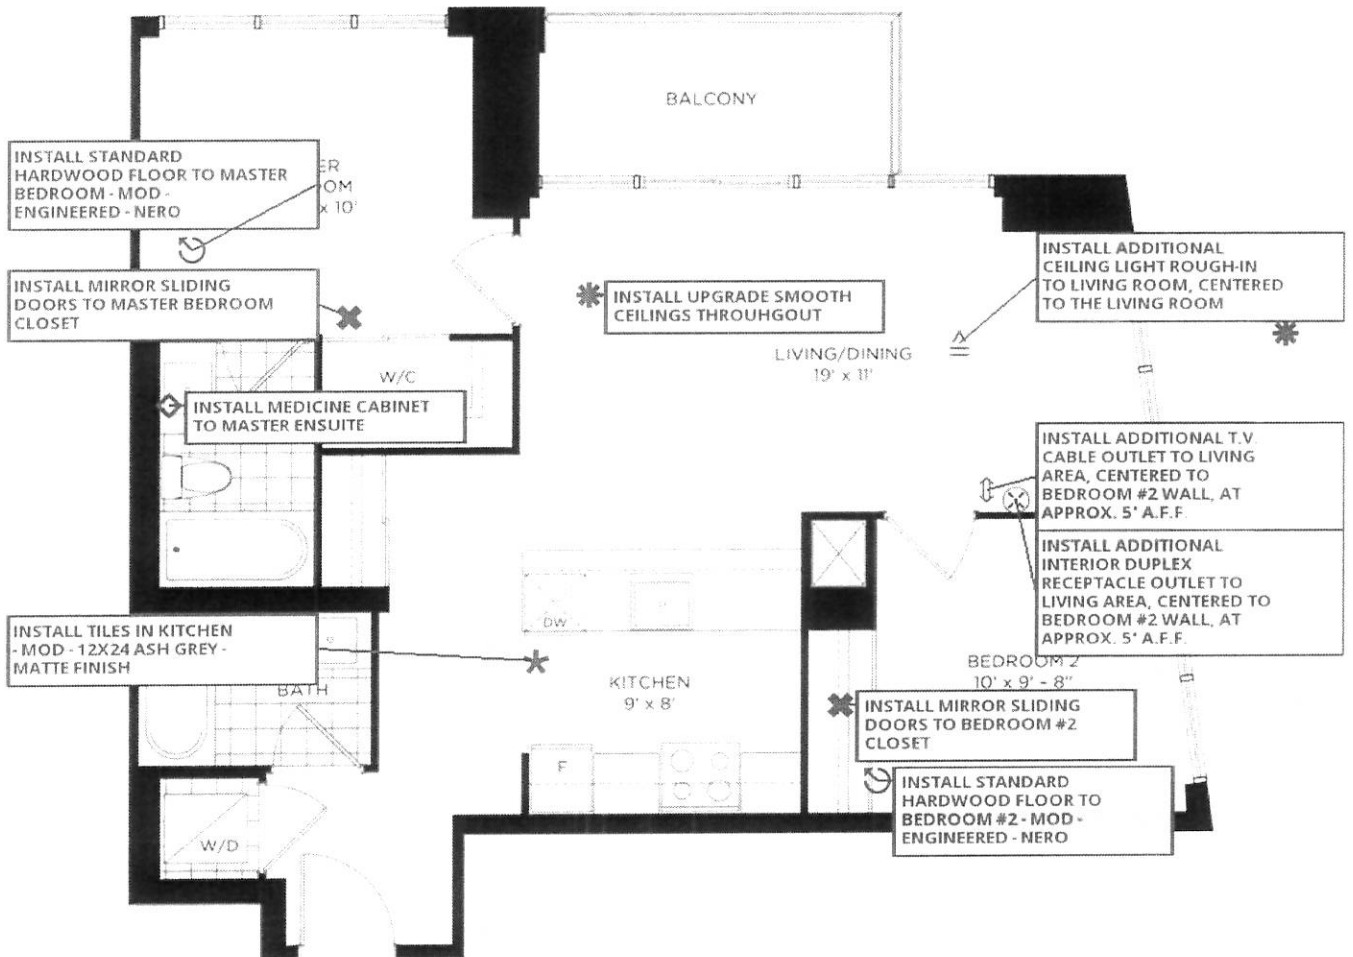 BALCONY
INSTALL STANDARD
HARDWOOD FLOOR TO MASTER
BEDROOM - MOD -
ENGINEERED - NERO
ER
OM
x 10'
INSTALL MIRROR SLIDING
DOORS TO MASTER BEDROOM
CLOSET
INSTALL UPGRADE SMOOTH
CEILINGS THROUHGOUT
INSTALL ADDITIONAL
CEILING LIGHT ROUGH-IN
TO LIVING ROOM, CENTERED
TO THE LIVING ROOM
LIVING/DINING
19' x 11'
W/C
INSTALL MEDICINE CABINET
TO MASTER ENSUITE
INSTALL ADDITIONAL T.V.
CABLE OUTLET TO LIVING
AREA, CENTERED TO
BEDROOM #2 WALL, AT
APPROX. 5' A.F.F.
INSTALL ADDITIONAL
INTERIOR DUPLEX
RECEPTACLE OUTLET TO
LIVING AREA, CENTERED TO
BEDROOM #2 WALL, AT
APPROX. 5' A.F.F.
DW
INSTALL TILES IN KITCHEN
- MOD - 12X24 ASH GREY -
MATTE FINISH
BATH
KITCHEN
9' x 8'
BEDROOM 2
10' x 9' - 8"
INSTALL MIRROR SLIDING
DOORS TO BEDROOM #2
CLOSET
F
INSTALL STANDARD
HARDWOOD FLOOR TO
BEDROOM #2 - MOD -
ENGINEERED - NERO
W/D